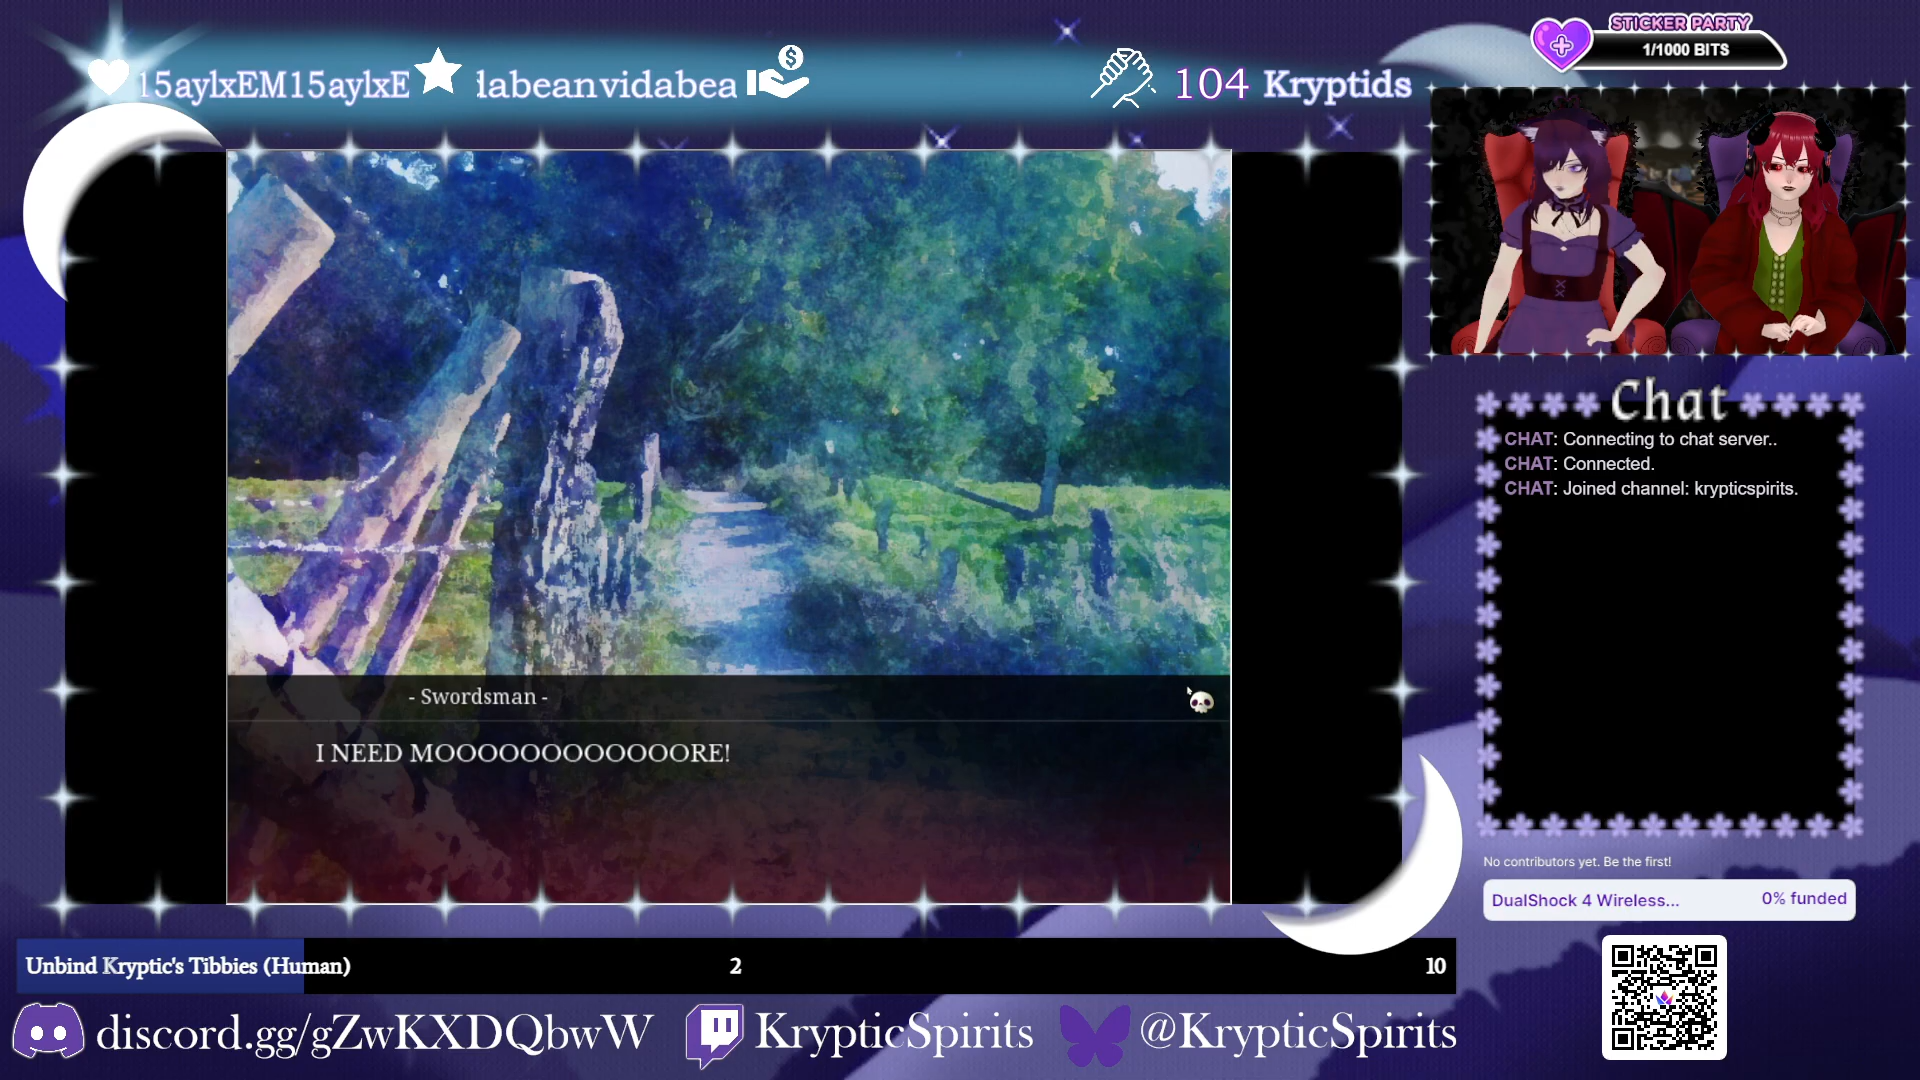 STICKER PARTY
1/1000 BITS
15aylxEM15aylxE
labeanvidabea
104 Kryptids
Chat
CHAT: Connecting to chat server..
CHAT: Connected.
CHAT: Joined channel: krypticspirits.
- Swordsman -
I NEED MOOOOOOOOOOOORE!
No contributors yet. Be the first!
DualShock 4 Wireless... 0% funded
Unbind Kryptic's Tibbies (Human) 2 10
discord.gg/gZwKXDQbwW KrypticSpirits @KrypticSpirits